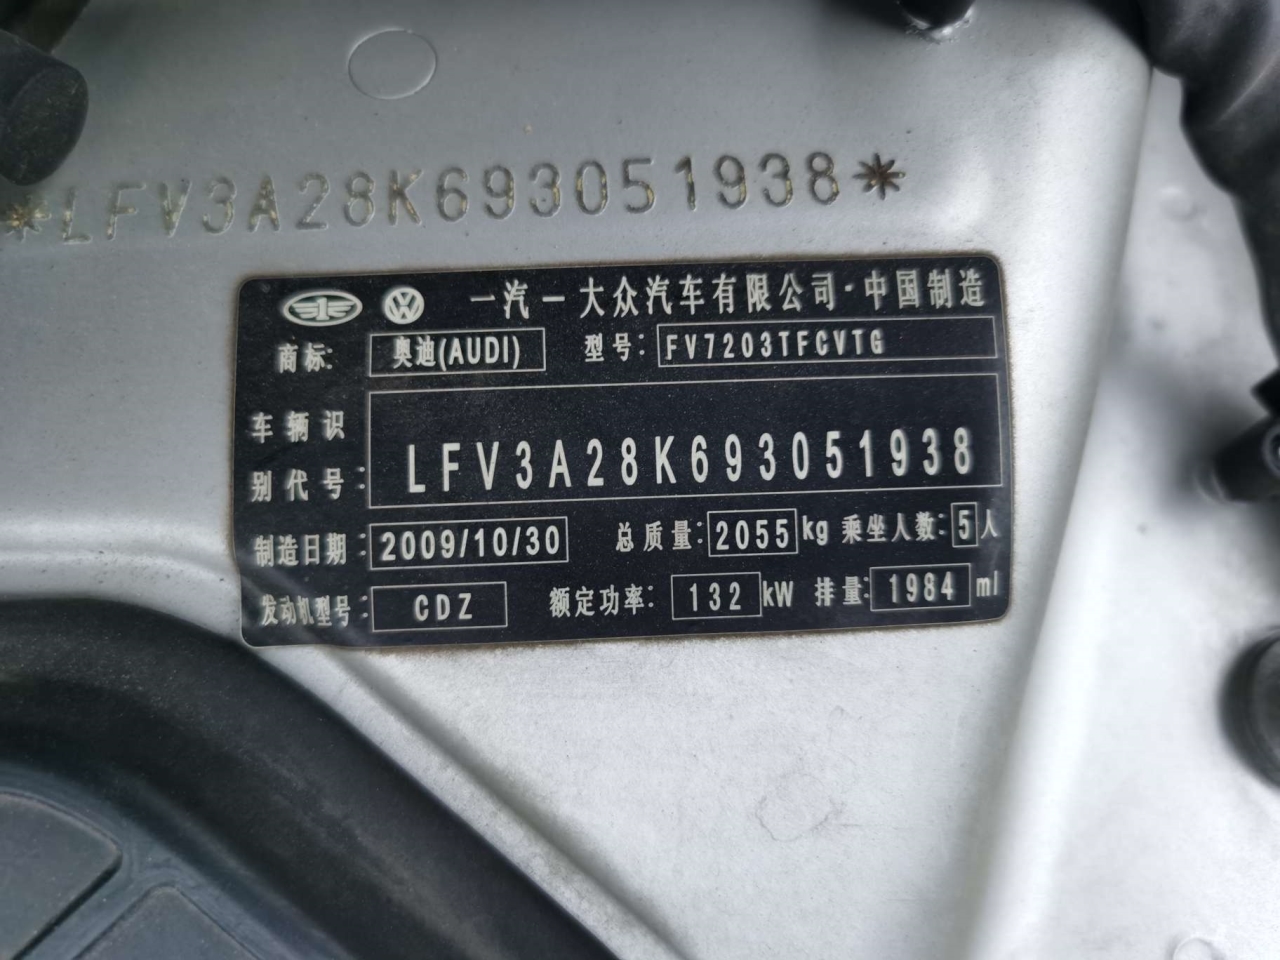 *LFV3A28K693051938*
一汽一大众汽车有限公司·中国制造
商标: 奥迪(AUDI) 型号: FV7203TFCVTG
车辆识
别代号: LFV3A28K693051938
制造日期: 2009/10/30 总质量: 2055 kg 乘坐人数: 5 人
发动机型号: CDZ 额定功率: 132 kW 排量: 1984 ml